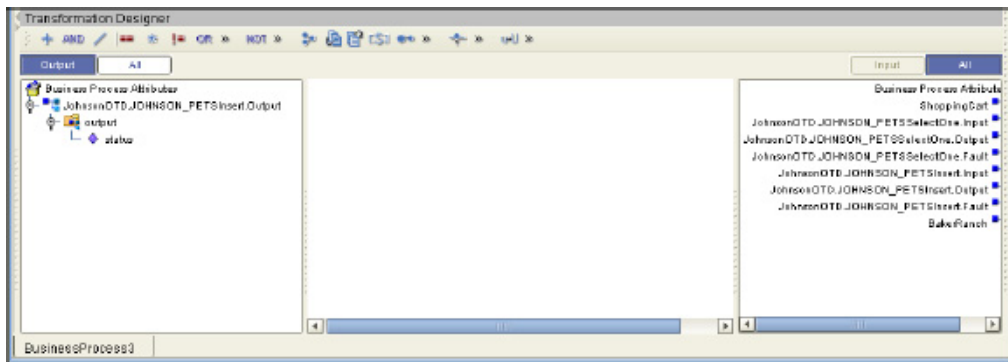 Transformation Designer
AND OR NOT
Output All Input All
Business Process Attributes
JohnsonOTD.JOHNSON_PETSInsert.Output
output
status
Business Process Attribute
ShoppingCart
JohnsonOTD.JOHNSON_PETSSelectOne.Input
JohnsonOTD.JOHNSON_PETSSelectOne.Output
JohnsonOTD.JOHNSON_PETSSelectOne.Fault
JohnsonOTD.JOHNSON_PETSInsert.Input
JohnsonOTD.JOHNSON_PETSInsert.Output
JohnsonOTD.JOHNSON_PETSInsert.Fault
BakerRanch
BusinessProcess3